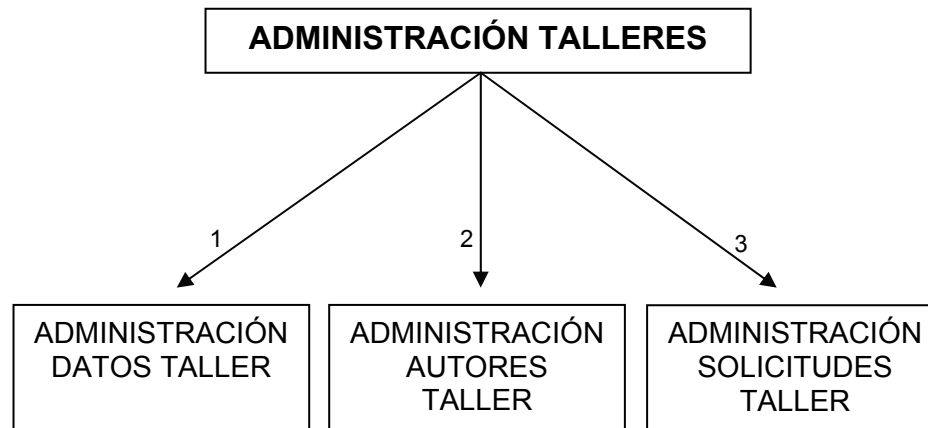 ADMINISTRACIÓN TALLERES
1
2
3
ADMINISTRACIÓN
DATOS TALLER
ADMINISTRACIÓN
AUTORES
TALLER
ADMINISTRACIÓN
SOLICITUDES
TALLER